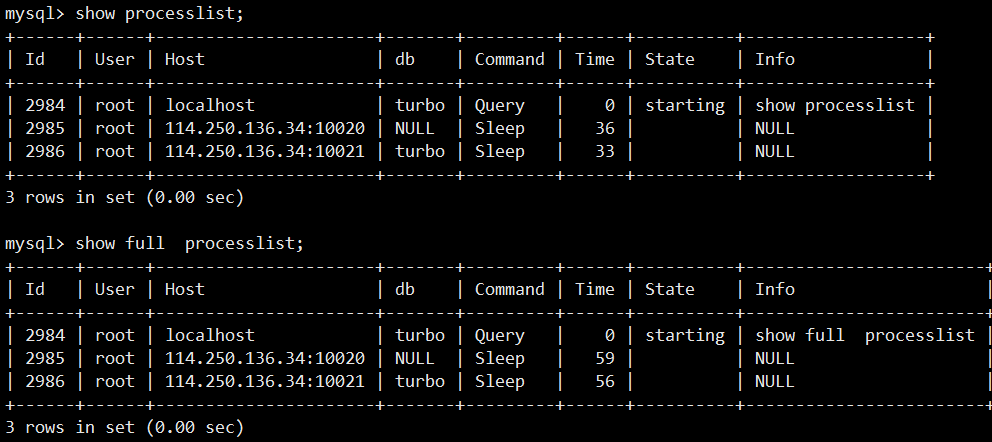 mysql> show processlist;
+------+------+----------------------+-------+---------+------+----------+------------------+
| Id   | User | Host                 | db    | Command | Time | State    | Info             |
+------+------+----------------------+-------+---------+------+----------+------------------+
| 2984 | root | localhost            | turbo | Query   |    0 | starting | show processlist |
| 2985 | root | 114.250.136.34:10020 | NULL  | Sleep   |   36 |          | NULL             |
| 2986 | root | 114.250.136.34:10021 | turbo | Sleep   |   33 |          | NULL             |
+------+------+----------------------+-------+---------+------+----------+------------------+
3 rows in set (0.00 sec)

mysql> show full  processlist;
+------+------+----------------------+-------+---------+------+----------+------------------------+
| Id   | User | Host                 | db    | Command | Time | State    | Info                   |
+------+------+----------------------+-------+---------+------+----------+------------------------+
| 2984 | root | localhost            | turbo | Query   |    0 | starting | show full  processlist |
| 2985 | root | 114.250.136.34:10020 | NULL  | Sleep   |   59 |          | NULL                   |
| 2986 | root | 114.250.136.34:10021 | turbo | Sleep   |   56 |          | NULL                   |
+------+------+----------------------+-------+---------+------+----------+------------------------+
3 rows in set (0.00 sec)